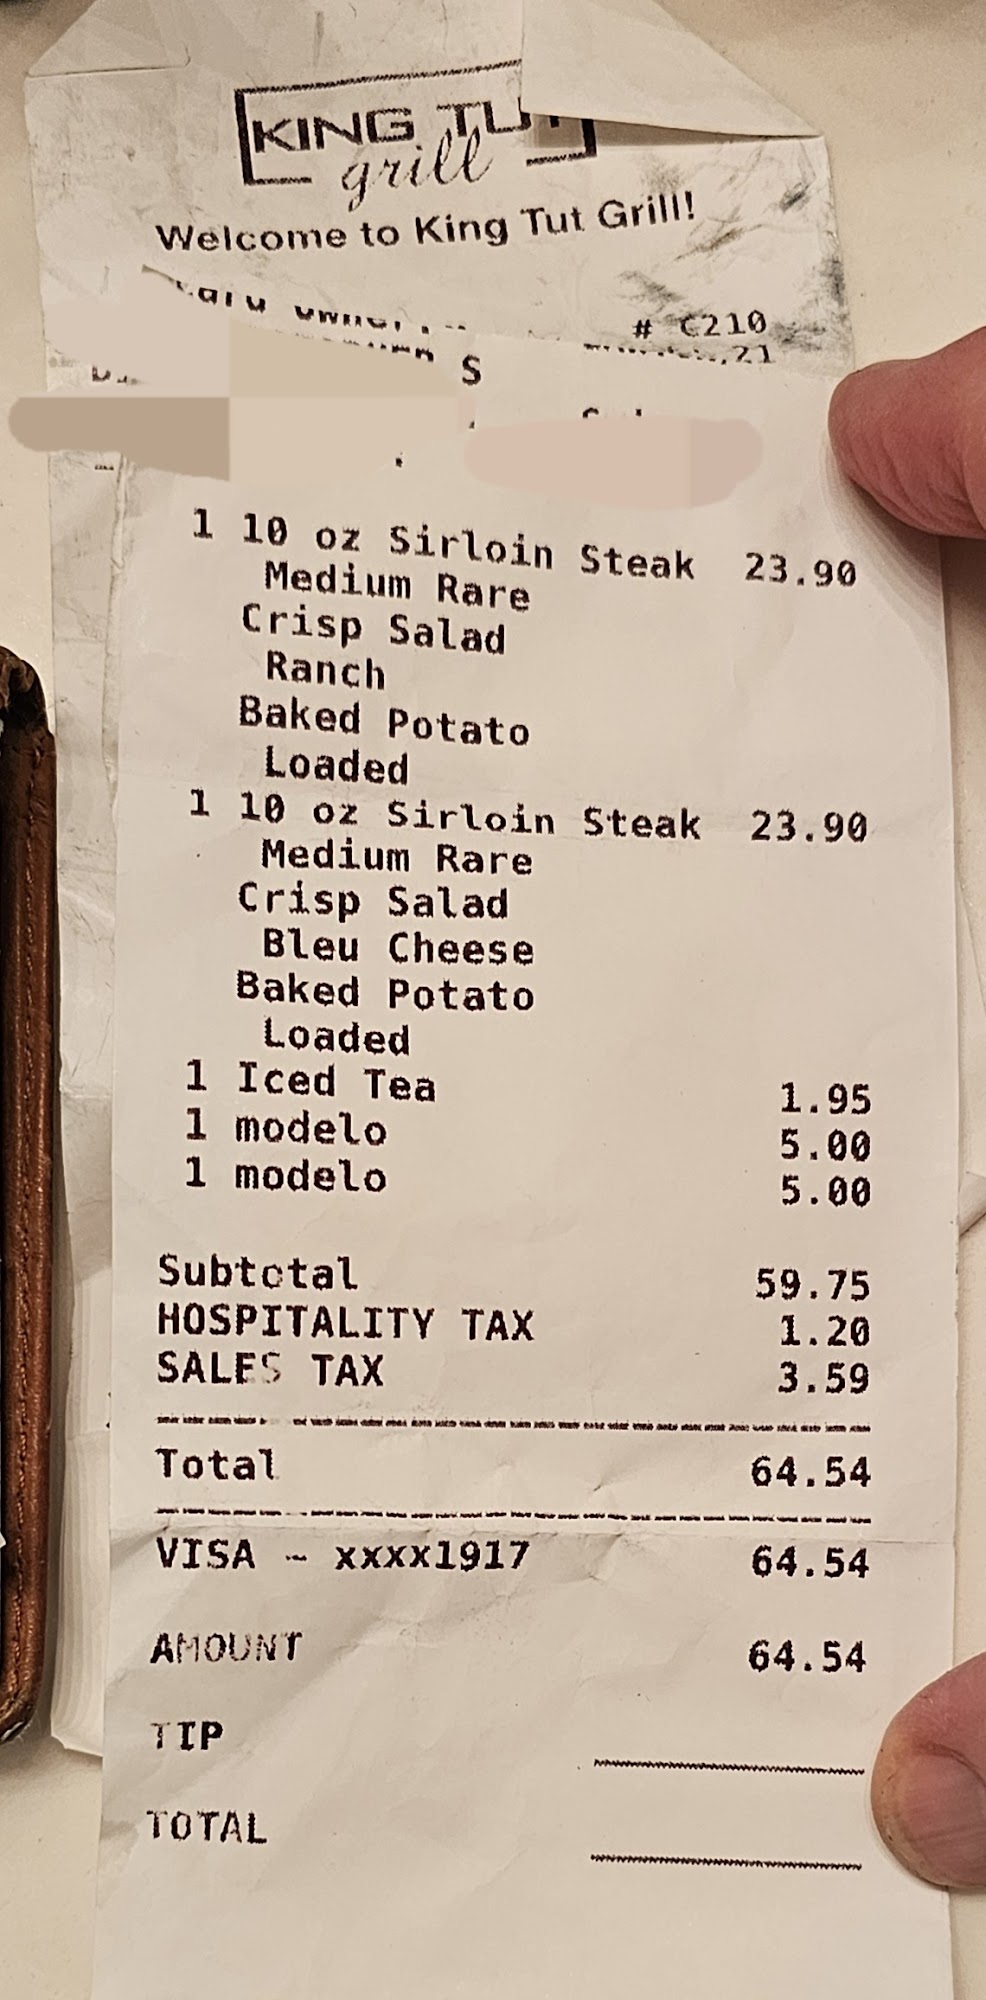 KING TUT
grill
Welcome to King Tut Grill!
# C210
21
S
1 10 oz Sirloin Steak 23.90
Medium Rare
Crisp Salad
Ranch
Baked Potato
Loaded
1 10 oz Sirloin Steak 23.90
Medium Rare
Crisp Salad
Bleu Cheese
Baked Potato
Loaded
1 Iced Tea 1.95
1 modelo 5.00
1 modelo 5.00
Subtotal 59.75
HOSPITALITY TAX 1.20
SALES TAX 3.59
Total 64.54
VISA - xxxx1917 64.54
AMOUNT 64.54
TIP
TOTAL